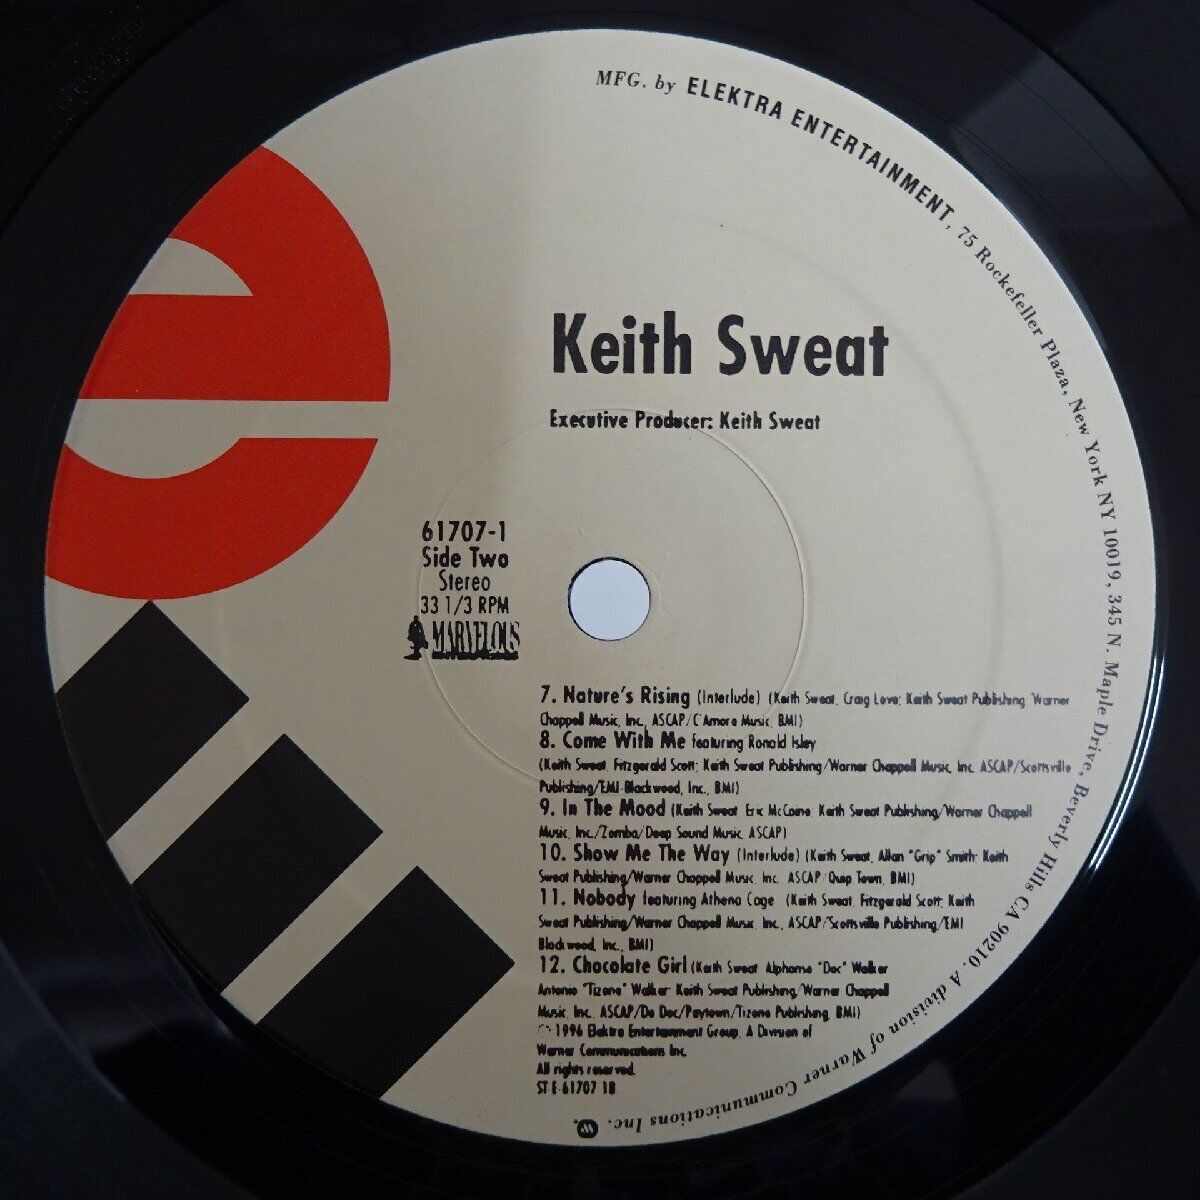 MFG. by ELEKTRA ENTERTAINMENT, 75 Rockefeller Plaza, New York NY 10019, 345 N. Maple Drive, Beverly Hills CA 90210. A division of Warner Communications Inc.
Keith Sweat
Executive Producer: Keith Sweat
61707-1
Side Two
Stereo
33 1/3 RPM
MARVELOUS
7. Nature's Rising (Interlude) (Keith Sweat, Craig Love; Keith Sweat Publishing, Warner
Chappell Music, Inc., ASCAP/C'Amore Music, BMI)
8. Come With Me featuring Ronald Isley
(Keith Sweat, Fitzgerald Scott; Keith Sweat Publishing/Warner Chappell Music, Inc. ASCAP/Scottsville
Publishing/EMI-Blackwood, Inc., BMI)
9. In The Mood (Keith Sweat, Eric McCaine; Keith Sweat Publishing/Warner Chappell
Music, Inc./Zomba/Deep Sound Music, ASCAP)
10. Show Me The Way (Interlude) (Keith Sweat, Allan "Grip" Smith; Keith
Sweat Publishing/Warner Chappell Music, Inc. ASCAP/ Town, BMI)
11. Nobody featuring Athena Cage (Keith Sweat, Fitzgerald Scott; Keith
Sweat Publishing/Warner Chappell Music, Inc., ASCAP/Scottsville Publishing/EMI
Blackwood, Inc., BMI)
12. Chocolate Girl (Keith Sweat, Alphonso "Doc" Walker
Antonio "Tizone" Walker; Keith Sweat Publishing/Warner Chappell
Music, Inc. ASCAP/De Doc/Peytown/Tizone Publishing, BMI)
1996 Elektra Entertainment Group, A Division of
Warner Communications Inc.
All rights reserved.
ST-E-61707 1B